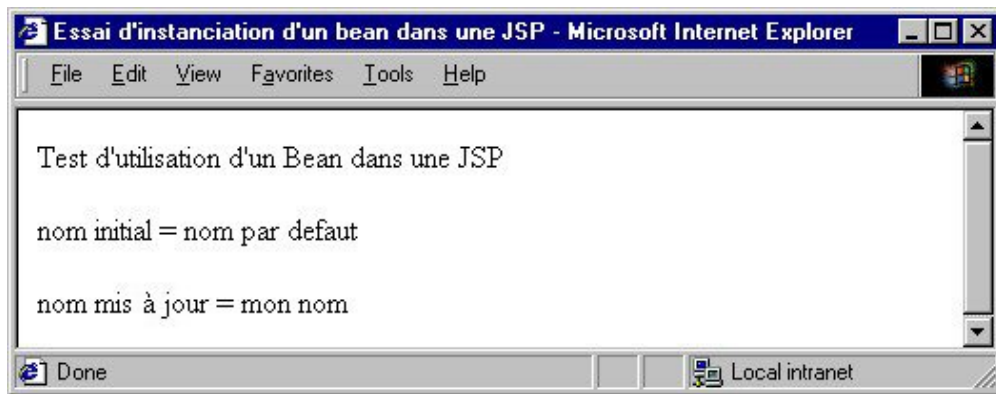 Essai d'instanciation d'un bean dans une JSP - Microsoft Internet Explorer
File Edit View Favorites Tools Help
Test d'utilisation d'un Bean dans une JSP
nom initial = nom par defaut
nom mis à jour = mon nom
Done Local intranet